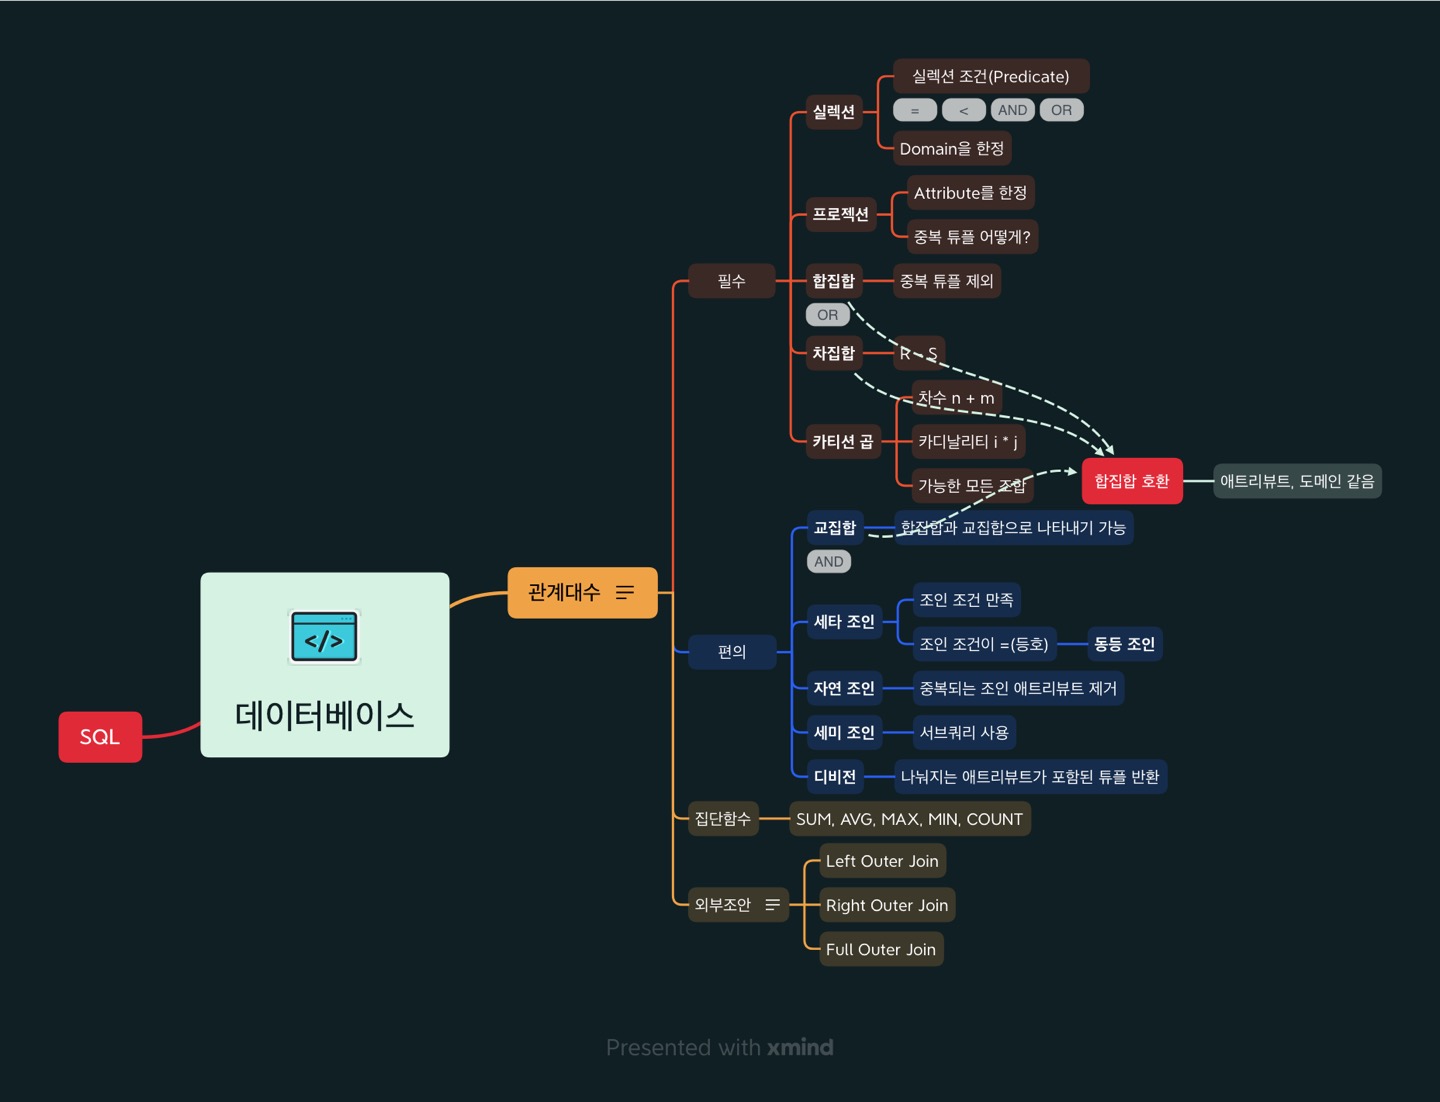 실렉션 조건(Predicate)
실렉션
= < AND OR
Domain을 한정
Attribute를 한정
프로젝션
중복 튜플 어떻게?
필수
합집합
중복 튜플 제외
OR
차집합
R - S
차수 n + m
카티션 곱
카디날리티 i * j
가능한 모든 조합
합집합 호환
애트리뷰트, 도메인 같음
교집합
합집합과 교집합으로 나타내기 가능
AND
관계대수
조인 조건 만족
세타 조인
조인 조건이 =(등호)
동등 조인
편의
자연 조인
중복되는 조인 애트리뷰트 제거
세미 조인
서브쿼리 사용
디비전
나눠지는 애트리뷰트가 포함된 튜플 반환
</>
데이터베이스
SQL
집단함수
SUM, AVG, MAX, MIN, COUNT
Left Outer Join
외부조안
Right Outer Join
Full Outer Join
Presented with xmind